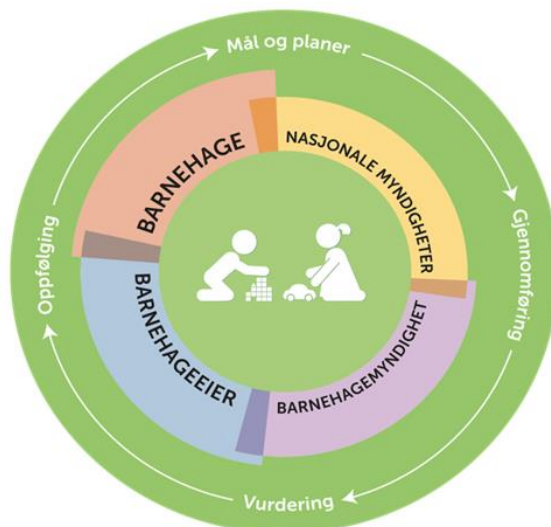 Mål og planer
Gjennomføring
Vurdering
Oppfølging
BARNEHAGE
NASJONALE MYNDIGHETER
BARNEHAGEMYNDIGHET
BARNEHAGEEIER